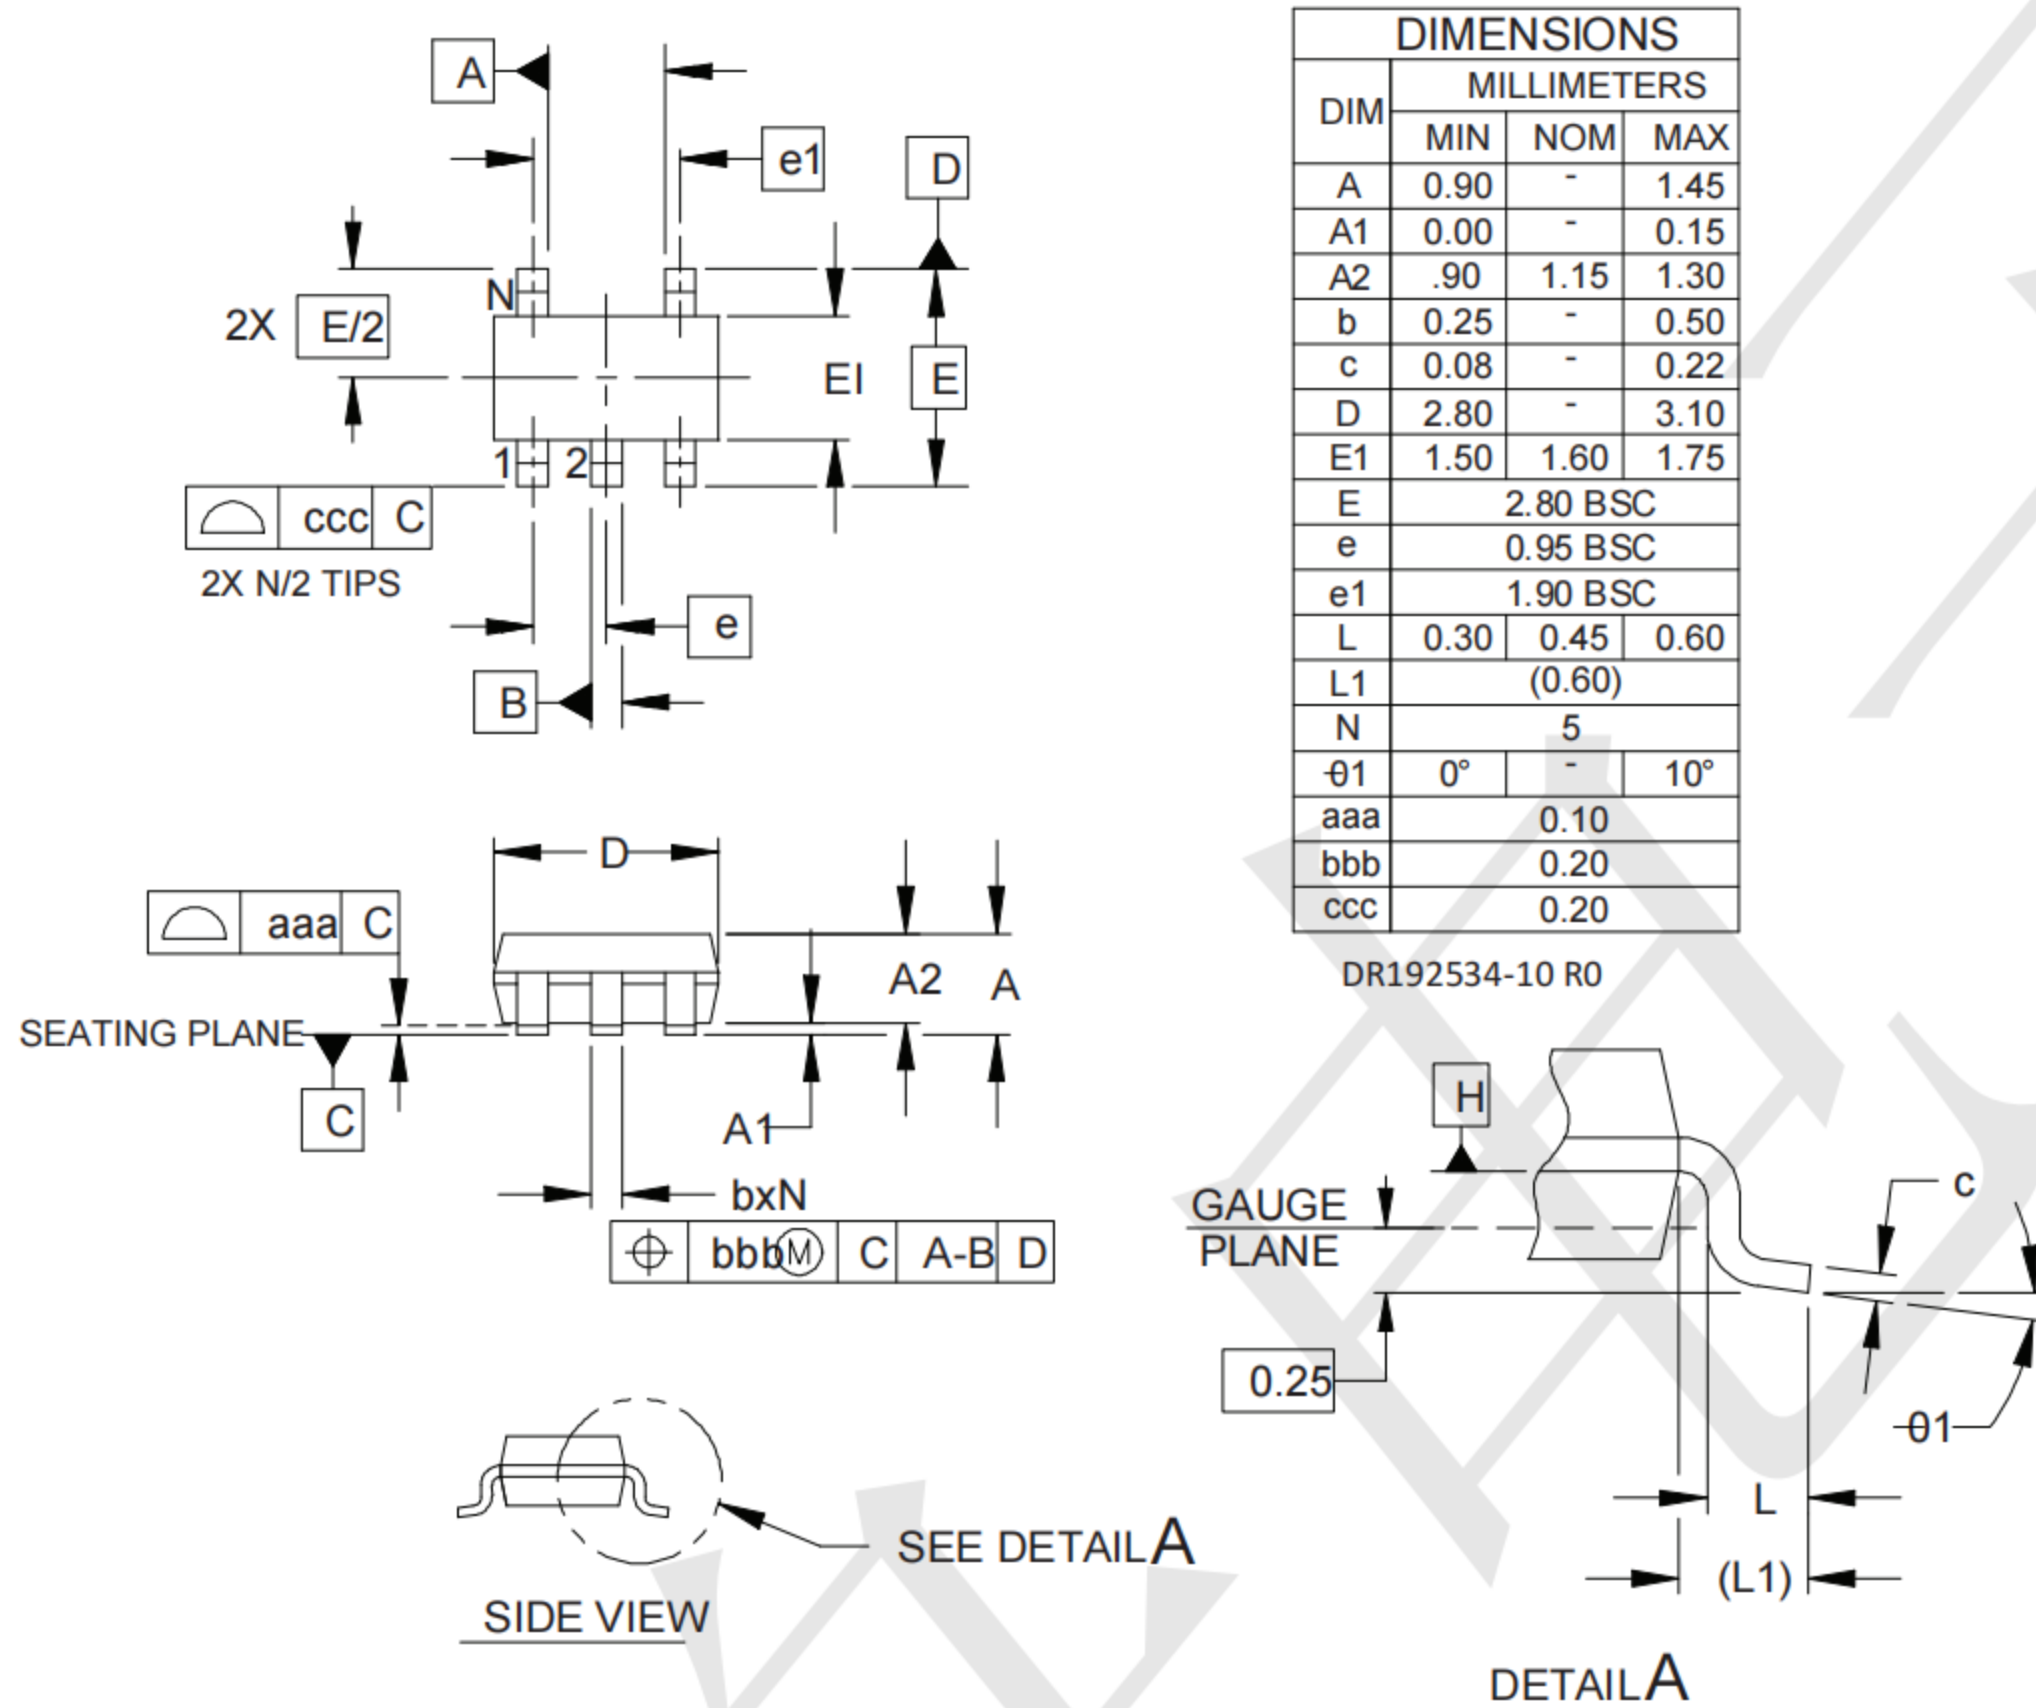 A
e1
D
N
2X E/2
EI
E
1 2
ccc C
2X N/2 TIPS
e
B
DIMENSIONS
DIM MILLIMETERS
MIN NOM MAX
A 0.90 - 1.45
A1 0.00 - 0.15
A2 .90 1.15 1.30
b 0.25 - 0.50
c 0.08 - 0.22
D 2.80 - 3.10
E1 1.50 1.60 1.75
E 2.80 BSC
e 0.95 BSC
e1 1.90 BSC
L 0.30 0.45 0.60
L1 (0.60)
N 5
θ1 0° - 10°
aaa 0.10
bbb 0.20
ccc 0.20
DR192534-10 R0
D
aaa C
A2 A
SEATING PLANE
C
A1
bxN
bbb Ⓜ C A-B D
SEE DETAIL A
SIDE VIEW
H
GAUGE
PLANE
c
0.25
θ1
L
(L1)
DETAIL A